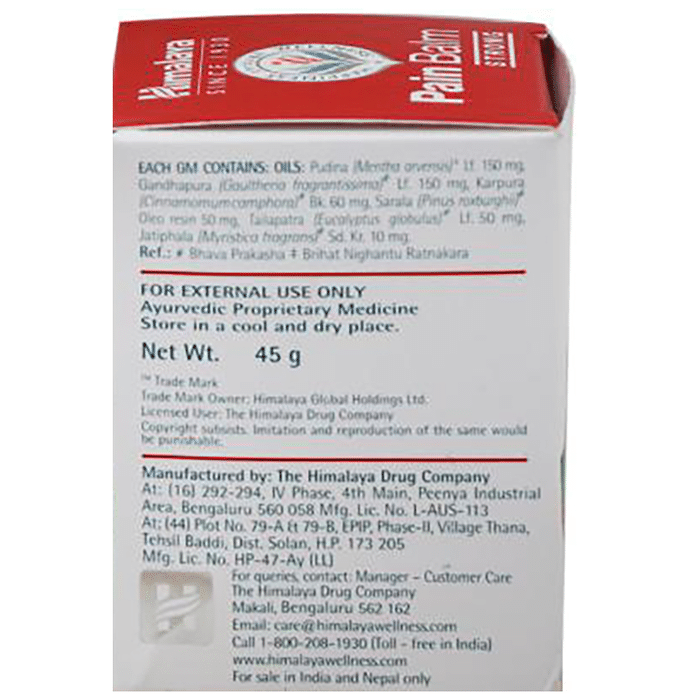 Himalaya
SINCE 1930
Pain Balm
STRONG
EACH GM CONTAINS: OILS: Pudina (Mentha arvensis)# Lf. 150 mg,
Gandhapura (Gaultheria fragrantissima)‡ Lf. 150 mg, Karpura
(Cinnamomum camphora)# Bk. 60 mg, Sarala (Pinus roxburghii)#
Oleo resin 50 mg, Tailapatra (Eucalyptus globulus)# Lf. 50 mg,
Jatiphala (Myristica fragrans)# Sd. Kr. 10 mg.
Ref.: # Bhava Prakasha ‡ Brihat Nighantu Ratnakara
FOR EXTERNAL USE ONLY
Ayurvedic Proprietary Medicine
Store in a cool and dry place.
Net Wt. 45 g
™ Trade Mark
Trade Mark Owner: Himalaya Global Holdings Ltd.
Licensed User: The Himalaya Drug Company
Copyright subsists. Imitation and reproduction of the same would
be punishable.
Manufactured by: The Himalaya Drug Company
At: (16) 292-294, IV Phase, 4th Main, Peenya Industrial
Area, Bengaluru 560 058 Mfg. Lic. No. L-AUS-113
At: (44) Plot No. 79-A & 79-B, EPIP, Phase-II, Village Thana,
Tehsil Baddi, Dist. Solan, H.P. 173 205
Mfg. Lic. No. HP-47-Ay (LL)
For queries, contact: Manager – Customer Care
The Himalaya Drug Company
Makali, Bengaluru 562 162
Email: care@himalayawellness.com
Call 1-800-208-1930 (Toll - free in India)
www.himalayawellness.com
For sale in India and Nepal only